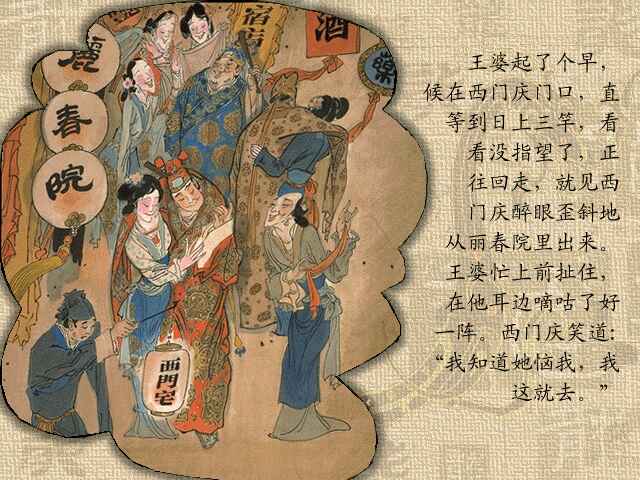 王婆起了个早，
候在西门庆门口，直
等到日上三竿，看
看没指望了，正
往回走，就见西
门庆醉眼歪斜地
从丽春院里出来。
王婆忙上前扯住，
在他耳边嘀咕了好
一阵。西门庆笑道：
“我知道她恼我，我
这就去。”
麗
春
院
宿店
酒
藥
西門宅